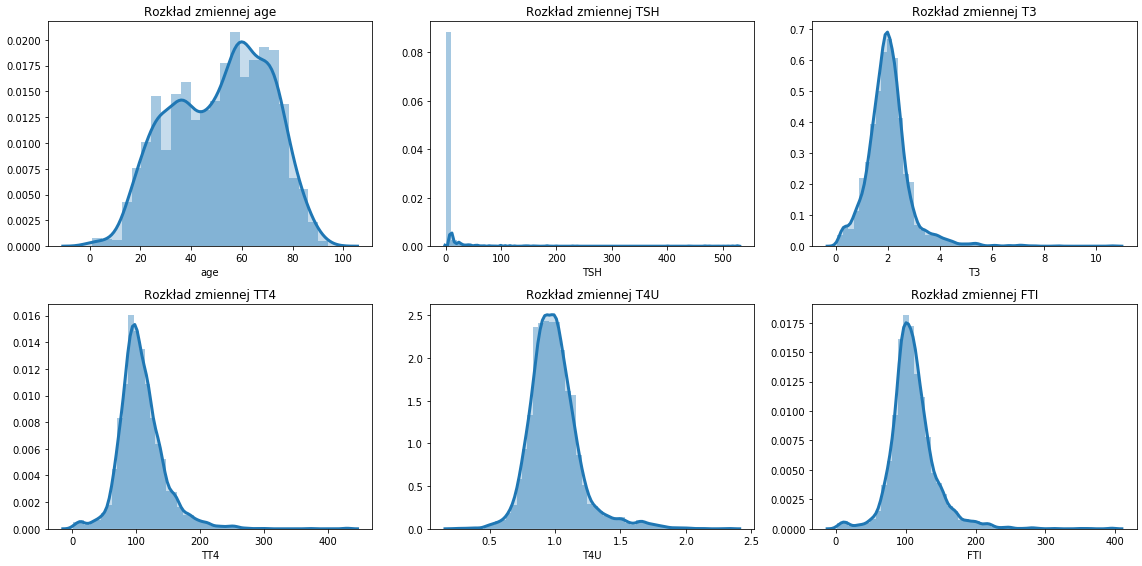 Rozkład zmiennej age
0.0200
0.0175
0.0150
0.0125
0.0100
0.0075
0.0050
0.0025
0.0000
0 20 40 60 80 100
age
Rozkład zmiennej TSH
0.08
0.06
0.04
0.02
0.00
0 100 200 300 400 500
TSH
Rozkład zmiennej T3
0.7
0.6
0.5
0.4
0.3
0.2
0.1
0.0
0 2 4 6 8 10
T3
Rozkład zmiennej TT4
0.016
0.014
0.012
0.010
0.008
0.006
0.004
0.002
0.000
0 100 200 300 400
TT4
Rozkład zmiennej T4U
2.5
2.0
1.5
1.0
0.5
0.0
0.5 1.0 1.5 2.0 2.5
T4U
Rozkład zmiennej FTI
0.0175
0.0150
0.0125
0.0100
0.0075
0.0050
0.0025
0.0000
0 100 200 300 400
FTI